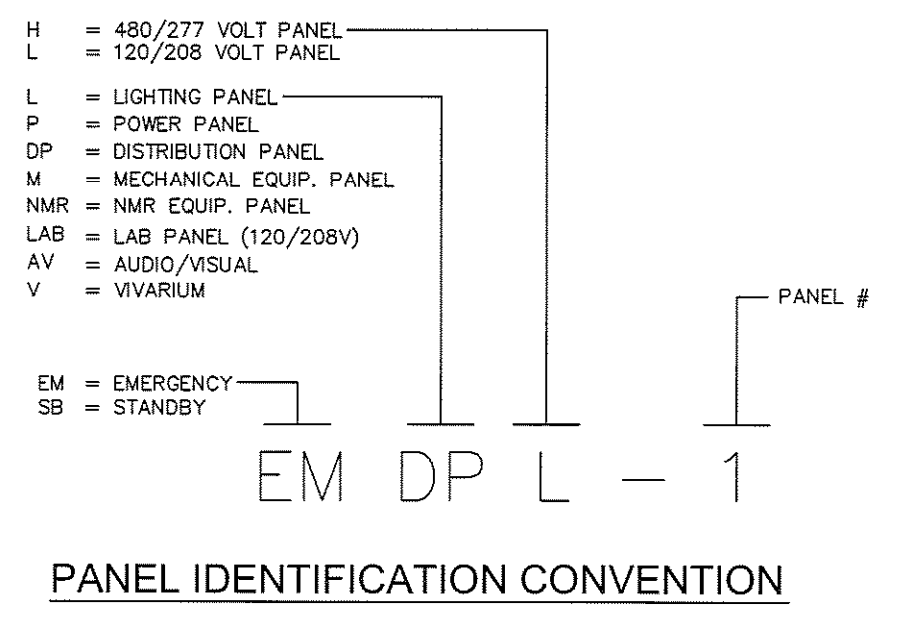 H = 480/277 VOLT PANEL
L = 120/208 VOLT PANEL
L = LIGHTING PANEL
P = POWER PANEL
DP = DISTRIBUTION PANEL
M = MECHANICAL EQUIP. PANEL
NMR = NMR EQUIP. PANEL
LAB = LAB PANEL (120/208V)
AV = AUDIO/VISUAL
V = VIVARIUM
PANEL #
EM = EMERGENCY
SB = STANDBY
EM DP L - 1
PANEL IDENTIFICATION CONVENTION